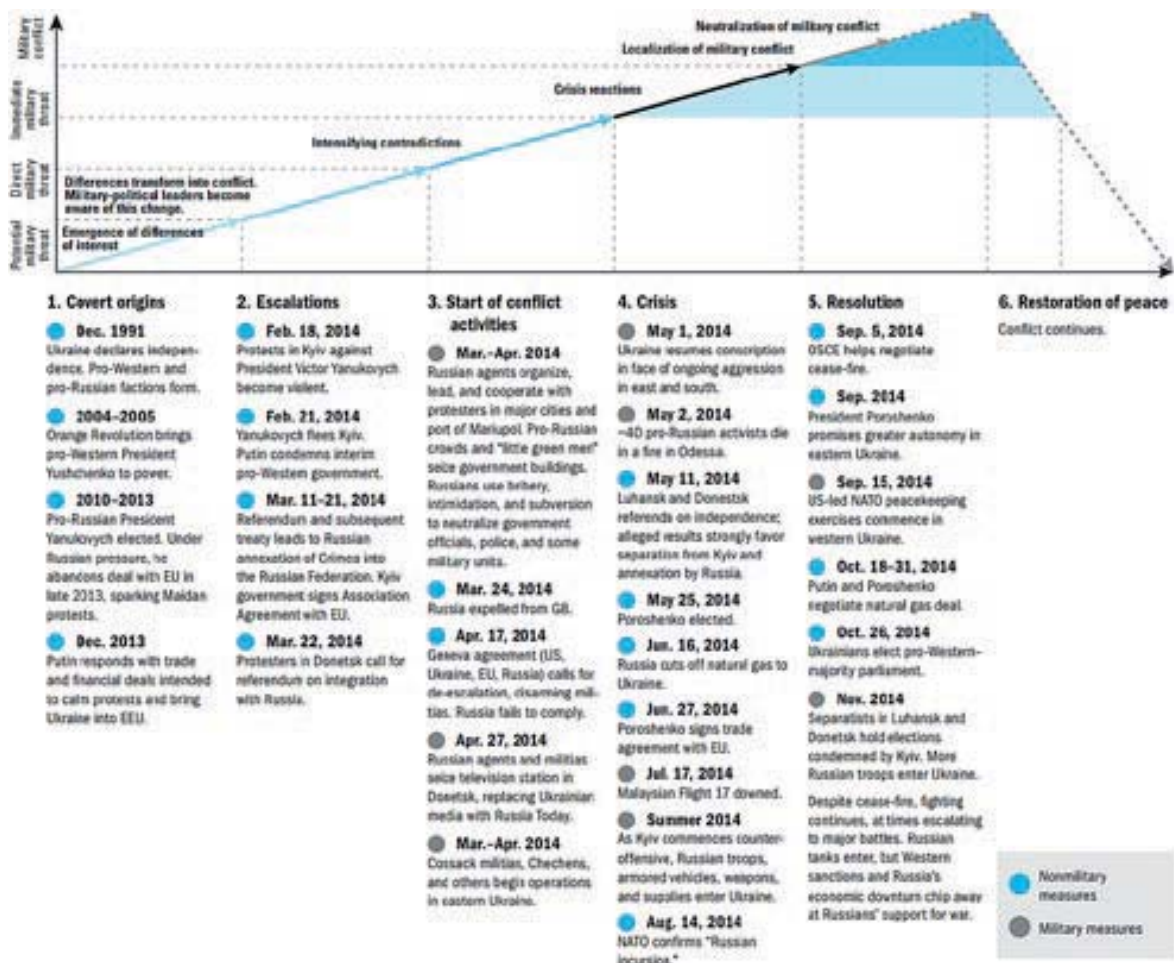 Military
conflict
Immediate
military
threat
Direct
military
threat
Potential
military
threat
Neutralization of military conflict
Localization of military conflict
Crisis reactions
Intensifying contradictions
Differences transform into conflict.
Military-political leaders become
aware of this change.
Emergence of differences
of interest
1. Covert origins
Dec. 1991
Ukraine declares indepen-
dence. Pro-Western and
pro-Russian factions form.
2004–2005
Orange Revolution brings
pro-Western President
Yushchenko to power.
2010–2013
Pro-Russian President
Yanukovych elected. Under
Russian pressure, he
abandons deal with EU in
late 2013, sparking Maidan
protests.
Dec. 2013
Putin responds with trade
and financial deals intended
to calm protests and bring
Ukraine into EEU.
2. Escalations
Feb. 18, 2014
Protests in Kyiv against
President Victor Yanukorych
become violent.
Feb. 21, 2014
Yanukovych flees Kyiv.
Putin condemns interim
pro-Western government.
Mar. 11–21, 2014
Referendum and subsequent
treaty leads to Russian
annexation of Crimea into
the Russian Federation. Kyiv
government signs Association
Agreement with EU.
Mar. 22, 2014
Protesters in Donetsk call for
referendum on integration
with Russia.
3. Start of conflict
activities
Mar.–Apr. 2014
Russian agents organize,
lead, and cooperate with
protesters in major cities and
port of Mariupol. Pro-Russian
crowds and "little green men"
seize government buildings.
Russians use bribery,
intimidation, and subversion
to neutralize government
officials, police, and some
military units.
Mar. 24, 2014
Russia expelled from G8.
Apr. 17, 2014
Geneva agreement (US,
Ukraine, EU, Russia) calls for
de-escalation, disarming mili-
tias. Russia fails to comply.
Apr. 27, 2014
Russian agents and militias
seize television station in
Donetsk, replacing Ukrainian
media with Russia Today.
Mar.–Apr. 2014
Cossack militias, Chechens,
and others begin operations
in eastern Ukraine.
4. Crisis
May 1, 2014
Ukraine resumes conscription
in face of ongoing aggression
in east and south.
May 2, 2014
~40 pro-Russian activists die
in a fire in Odessa.
May 11, 2014
Luhansk and Donestsk
referenda on independence;
alleged results strongly favor
separation from Kyiv and
annexation by Russia.
May 25, 2014
Poroshenko elected.
Jun. 16, 2014
Russia cuts off natural gas to
Ukraine.
Jun. 27, 2014
Poroshenko signs trade
agreement with EU.
Jul. 17, 2014
Malaysian Flight 17 downed.
Summer 2014
As Kyiv commences counter-
offensive, Russian troops,
armored vehicles, weapons,
and supplies enter Ukraine.
Aug. 14, 2014
NATO confirms "Russian
incursion."
5. Resolution
Sep. 5, 2014
OSCE helps negotiate
cease-fire.
Sep. 2014
President Poroshenko
promises greater autonomy in
eastern Ukraine.
Sep. 15, 2014
US-led NATO peacekeeping
exercises commence in
western Ukraine.
Oct. 18–31, 2014
Putin and Poroshenko
negotiate natural gas deal.
Oct. 26, 2014
Ukrainians elect pro-Western-
majority parliament.
Nov. 2014
Separatists in Luhansk and
Donetsk hold elections
condemned by Kyiv. More
Russian troops enter Ukraine.
Despite cease-fire, fighting
continues, at times escalating
to major battles. Russian
tanks enter, but Western
sanctions and Russia's
economic downturn chip away
at Russians' support for war.
6. Restoration of peace
Conflict continues.
Nonmilitary
measures
Military measures